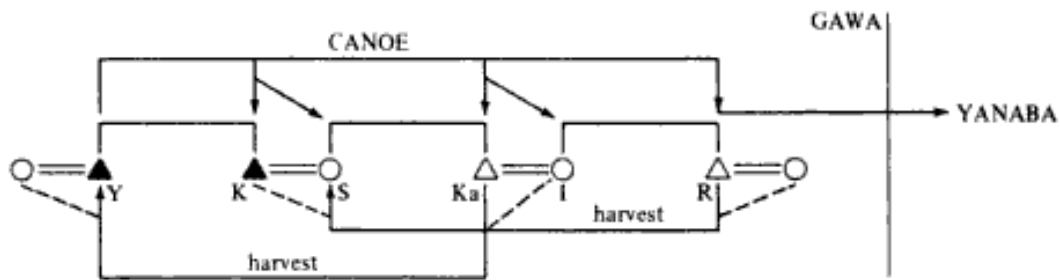 GAWA
CANOE
YANABA
Y K S Ka I R
harvest
harvest